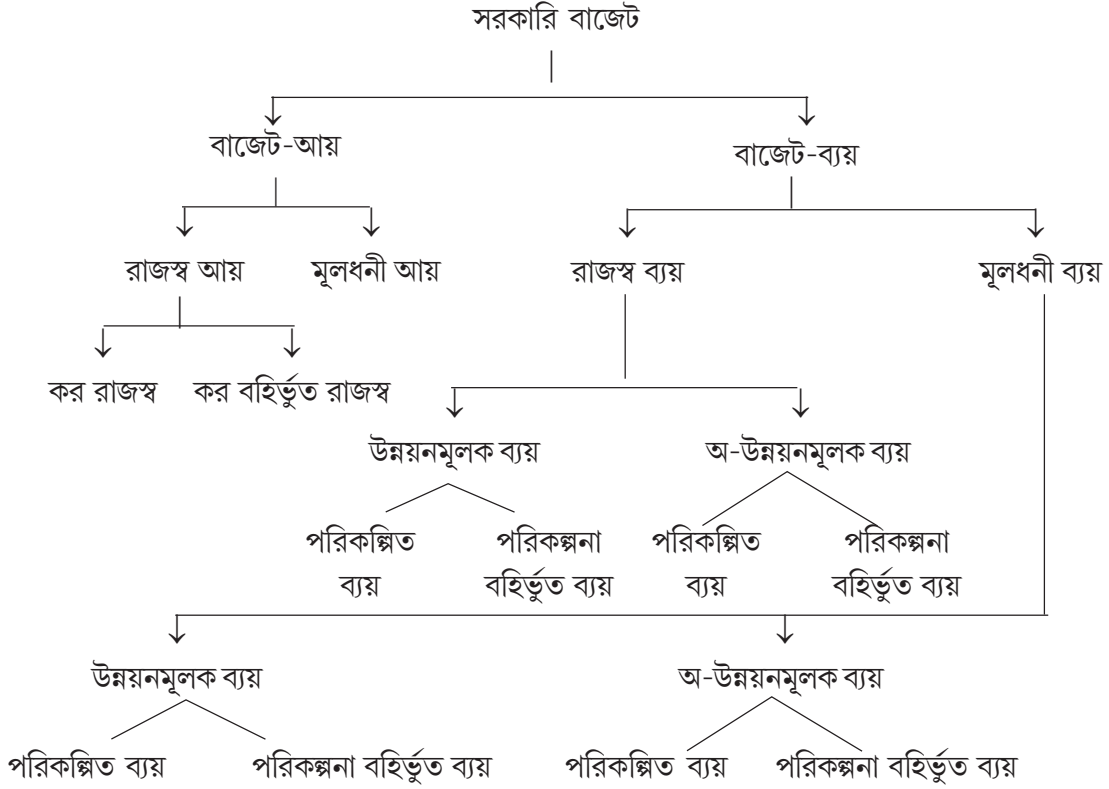 সরকারি বাজেট
বাজেট-আয়
বাজেট-ব্যয়
রাজস্ব আয় মূলধনী আয় রাজস্ব ব্যয় মূলধনী ব্যয়
কর রাজস্ব কর বহির্ভুত রাজস্ব
উন্নয়নমূলক ব্যয় অ-উন্নয়নমূলক ব্যয়
পরিকল্পিত পরিকল্পনা পরিকল্পিত পরিকল্পনা
ব্যয় বহির্ভুত ব্যয় ব্যয় বহির্ভুত ব্যয়
উন্নয়নমূলক ব্যয় অ-উন্নয়নমূলক ব্যয়
পরিকল্পিত ব্যয় পরিকল্পনা বহির্ভুত ব্যয় পরিকল্পিত ব্যয় পরিকল্পনা বহির্ভুত ব্যয়